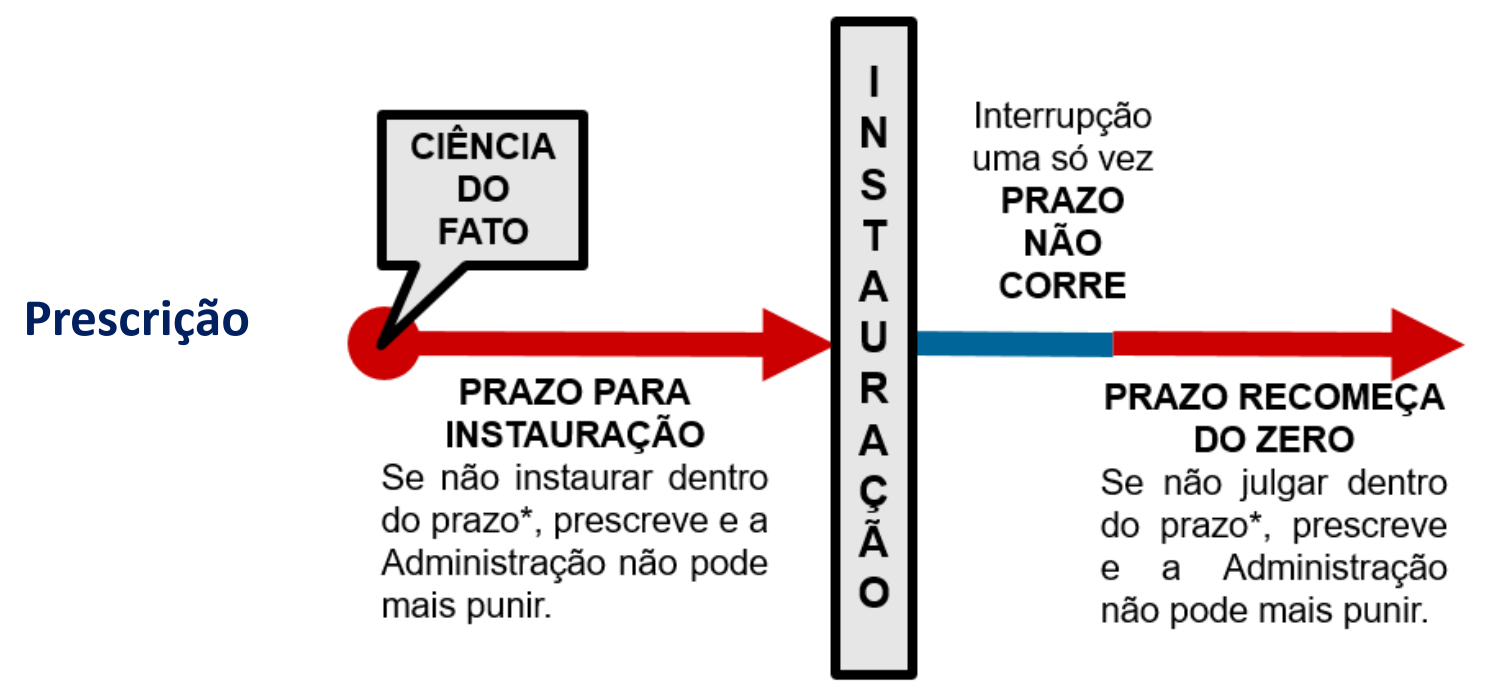 Prescrição
CIÊNCIA
DO
FATO
PRAZO PARA
INSTAURAÇÃO
Se não instaurar dentro
do prazo*, prescreve e a
Administração não pode
mais punir.
I
N
S
T
A
U
R
A
Ç
Ã
O
Interrupção
uma só vez
PRAZO
NÃO
CORRE
PRAZO RECOMEÇA
DO ZERO
Se não julgar dentro
do prazo*, prescreve
e a Administração
não pode mais punir.